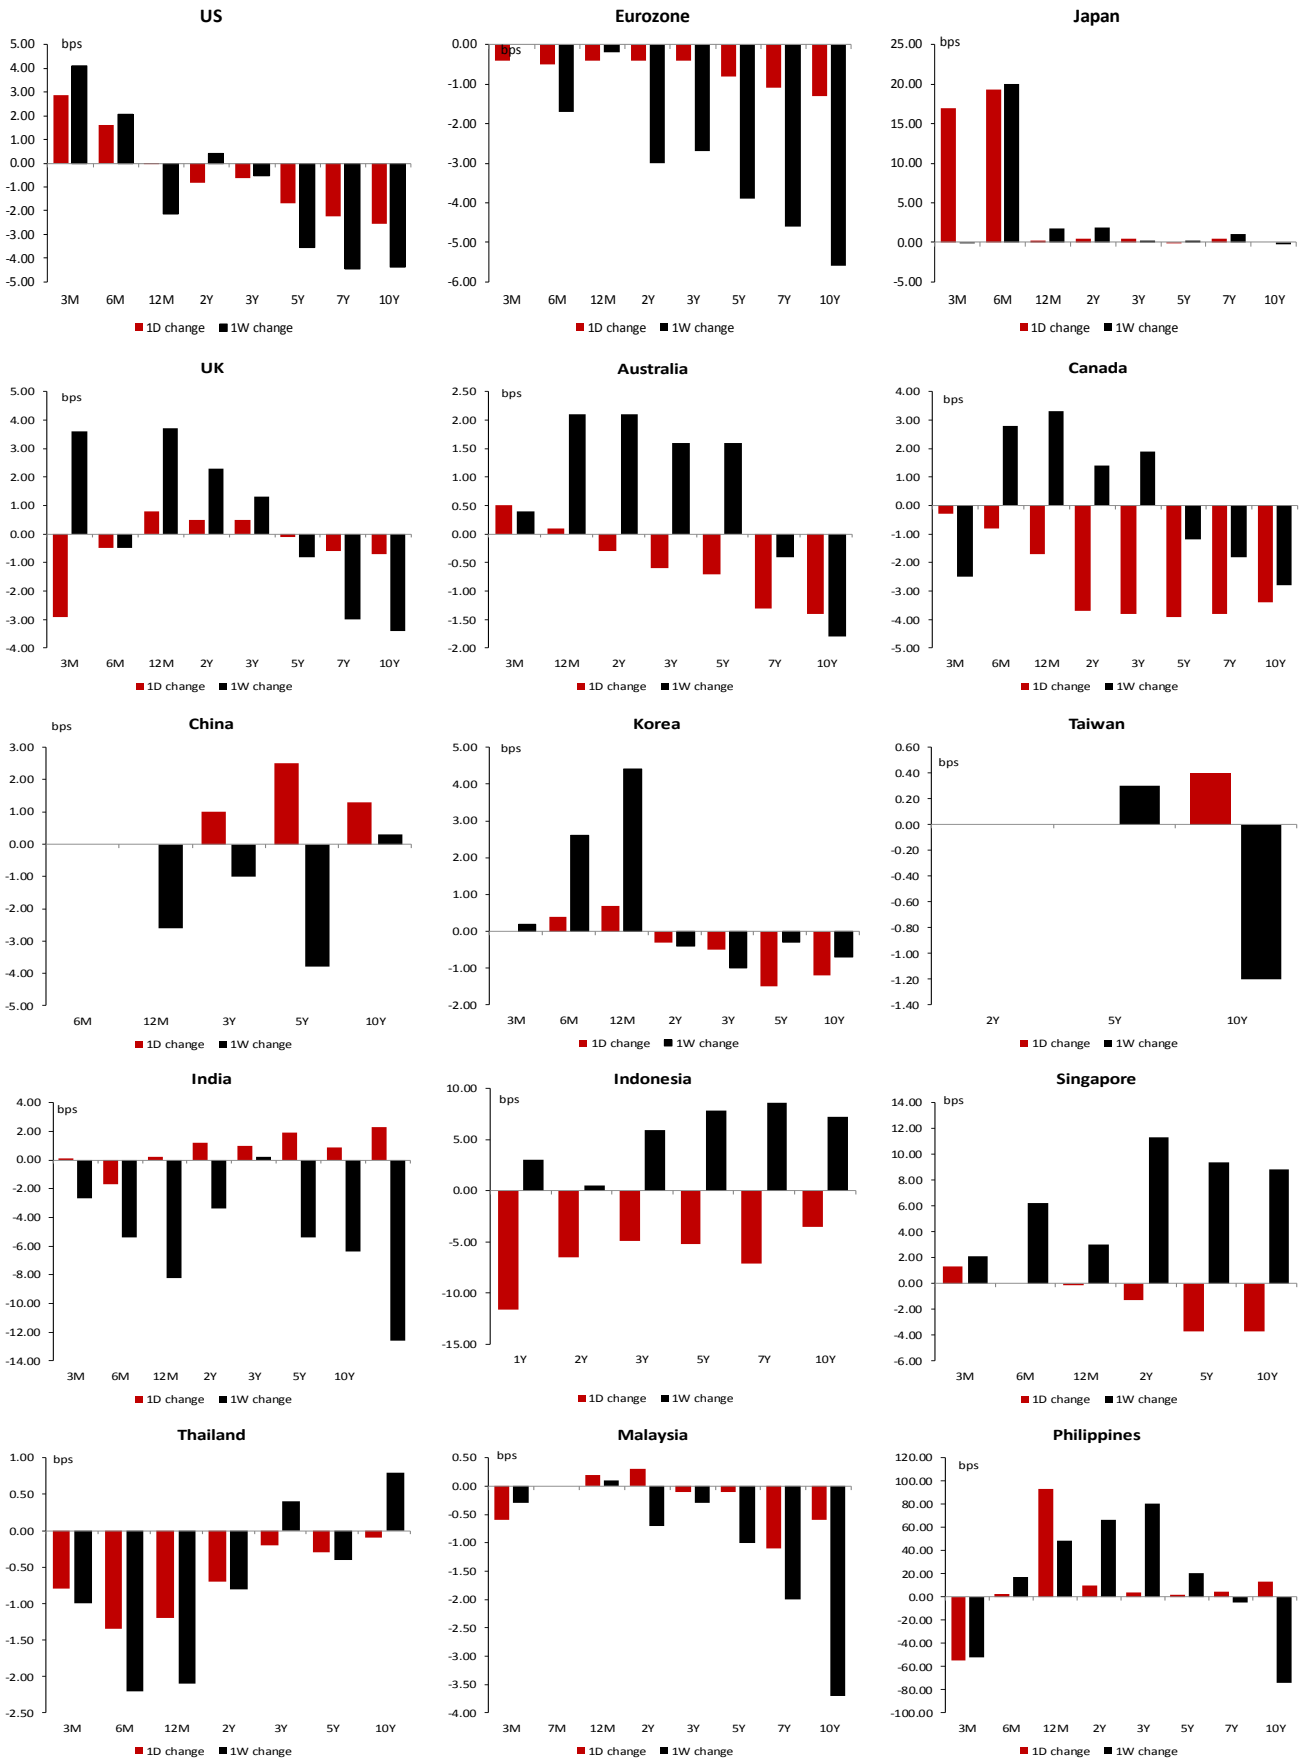 US
bps
5.00
4.00
3.00
2.00
1.00
0.00
-1.00
-2.00
-3.00
-4.00
-5.00
3M 6M 12M 2Y 3Y 5Y 7Y 10Y
1D change 1W change
Eurozone
bps
0.00
-1.00
-2.00
-3.00
-4.00
-5.00
-6.00
3M 6M 12M 2Y 3Y 5Y 7Y 10Y
1D change 1W change
Japan
bps
25.00
20.00
15.00
10.00
5.00
0.00
-5.00
3M 6M 12M 2Y 3Y 5Y 7Y 10Y
1D change 1W change
UK
bps
5.00
4.00
3.00
2.00
1.00
0.00
-1.00
-2.00
-3.00
-4.00
3M 6M 12M 2Y 3Y 5Y 7Y 10Y
1D change 1W change
Australia
bps
2.50
2.00
1.50
1.00
0.50
0.00
-0.50
-1.00
-1.50
-2.00
3M 12M 2Y 3Y 5Y 7Y 10Y
1D change 1W change
Canada
bps
4.00
3.00
2.00
1.00
0.00
-1.00
-2.00
-3.00
-4.00
-5.00
3M 6M 12M 2Y 3Y 5Y 7Y 10Y
1D change 1W change
China
bps
3.00
2.00
1.00
0.00
-1.00
-2.00
-3.00
-4.00
-5.00
6M 12M 3Y 5Y 10Y
1D change 1W change
Korea
bps
5.00
4.00
3.00
2.00
1.00
0.00
-1.00
-2.00
3M 6M 12M 2Y 3Y 5Y 10Y
1D change 1W change
Taiwan
bps
0.60
0.40
0.20
0.00
-0.20
-0.40
-0.60
-0.80
-1.00
-1.20
-1.40
2Y 5Y 10Y
1D change 1W change
India
bps
4.00
2.00
0.00
-2.00
-4.00
-6.00
-8.00
-10.00
-12.00
-14.00
3M 6M 12M 2Y 3Y 5Y 10Y
1D change 1W change
Indonesia
bps
10.00
5.00
0.00
-5.00
-10.00
-15.00
1Y 2Y 3Y 5Y 7Y 10Y
1D change 1W change
Singapore
bps
14.00
12.00
10.00
8.00
6.00
4.00
2.00
0.00
-2.00
-4.00
-6.00
3M 6M 12M 2Y 5Y 10Y
1D change 1W change
Thailand
bps
1.00
0.50
0.00
-0.50
-1.00
-1.50
-2.00
-2.50
3M 6M 12M 2Y 3Y 5Y 10Y
1D change 1W change
Malaysia
bps
0.50
0.00
-0.50
-1.00
-1.50
-2.00
-2.50
-3.00
-3.50
-4.00
3M 7M 12M 2Y 3Y 5Y 7Y 10Y
1D change 1W change
Philippines
bps
120.00
100.00
80.00
60.00
40.00
20.00
0.00
-20.00
-40.00
-60.00
-80.00
-100.00
3M 6M 12M 2Y 3Y 5Y 7Y 10Y
1D change 1W change